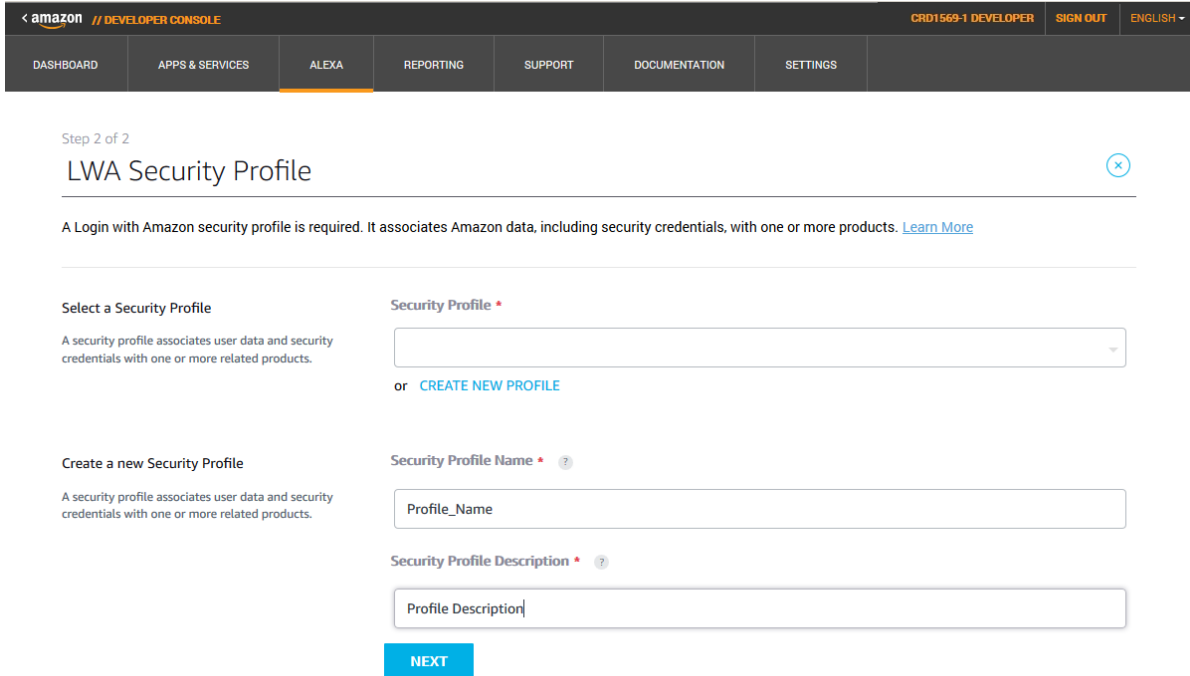 < amazon // DEVELOPER CONSOLE CRD1569-1 DEVELOPER SIGN OUT ENGLISH
DASHBOARD APPS & SERVICES ALEXA REPORTING SUPPORT DOCUMENTATION SETTINGS
Step 2 of 2
LWA Security Profile
A Login with Amazon security profile is required. It associates Amazon data, including security credentials, with one or more products. Learn More
Select a Security Profile
A security profile associates user data and security
credentials with one or more related products.
Security Profile *
or CREATE NEW PROFILE
Create a new Security Profile
A security profile associates user data and security
credentials with one or more related products.
Security Profile Name * ?
Profile_Name
Security Profile Description * ?
Profile Description
NEXT